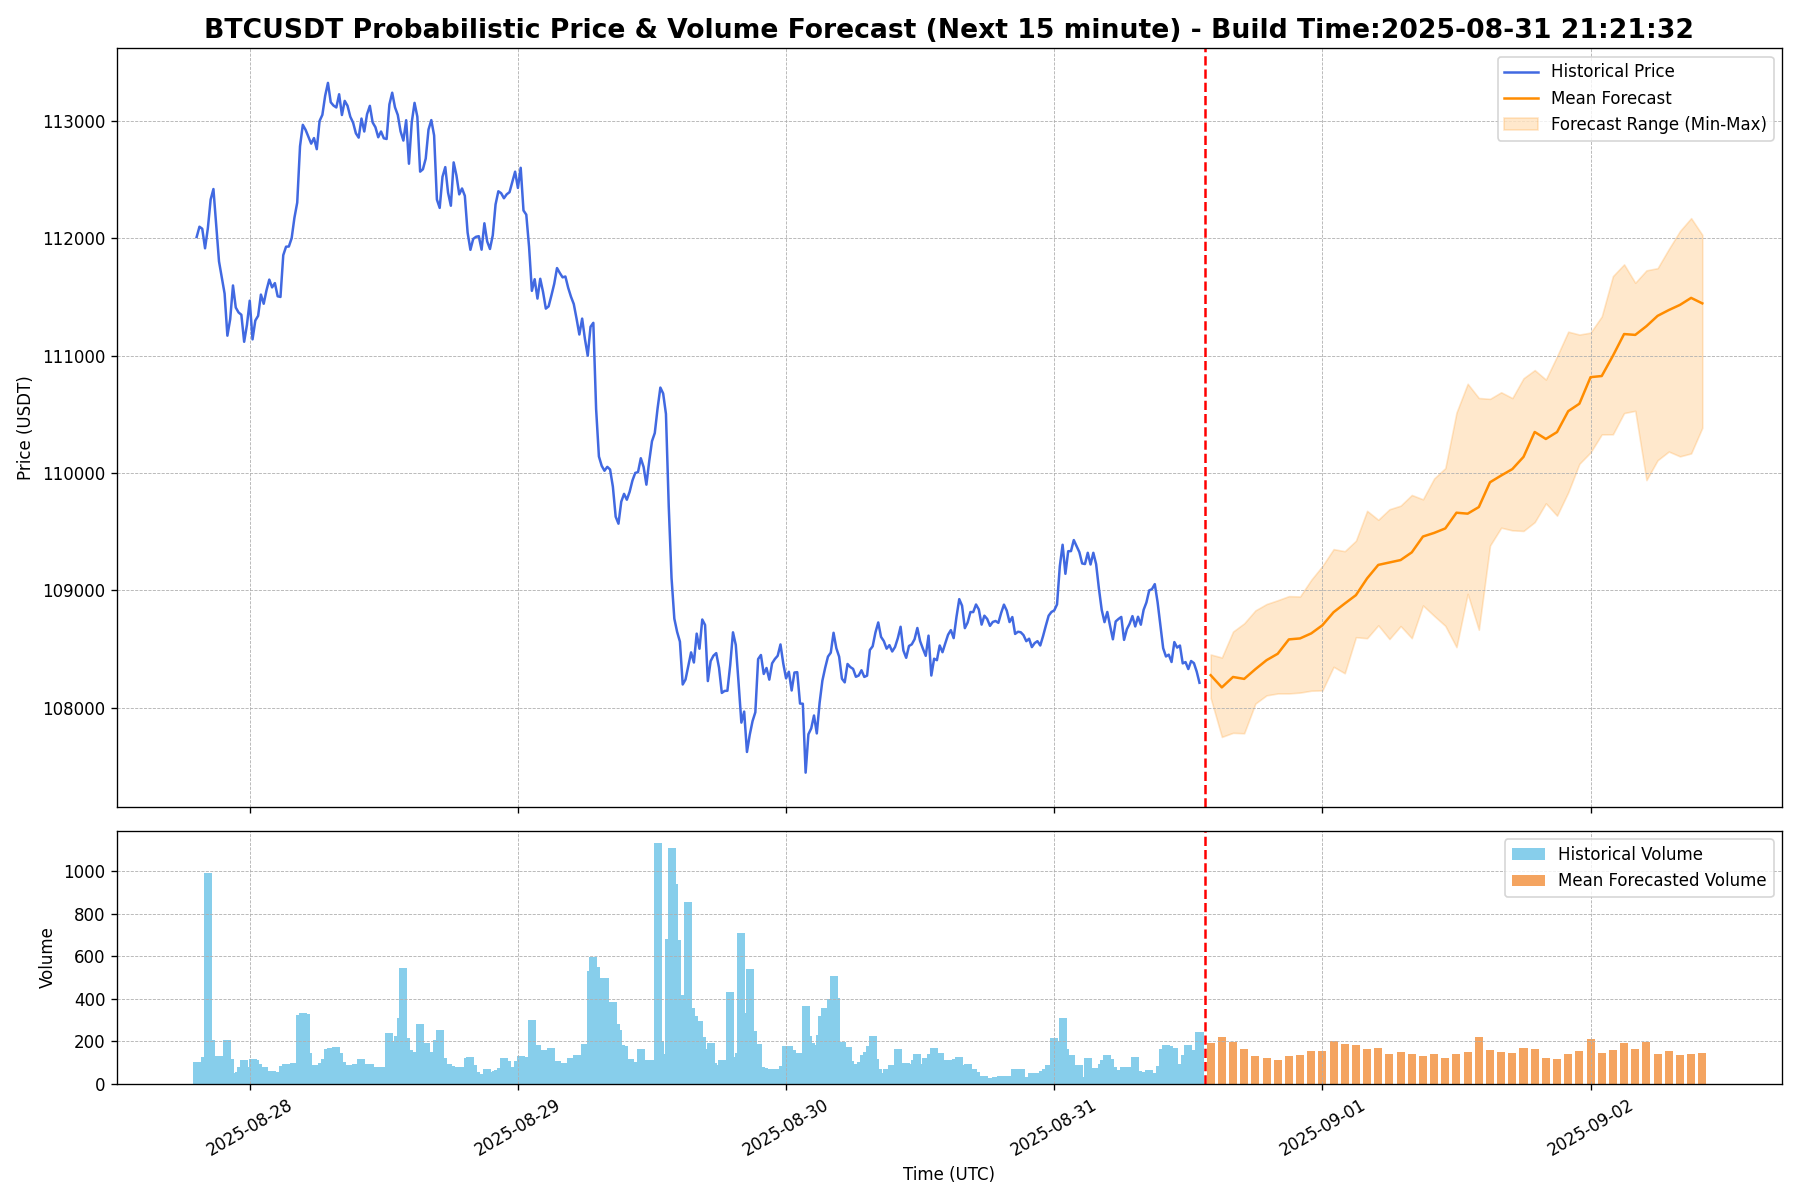 BTCUSDT Probabilistic Price & Volume Forecast (Next 15 minute) - Build Time:2025-08-31 21:21:32
Historical Price
Mean Forecast
Forecast Range (Min-Max)
Price (USDT)
113000
112000
111000
110000
109000
108000
Historical Volume
Mean Forecasted Volume
Volume
1000
800
600
400
200
0
2025-08-28
2025-08-29
2025-08-30
2025-08-31
2025-09-01
2025-09-02
Time (UTC)